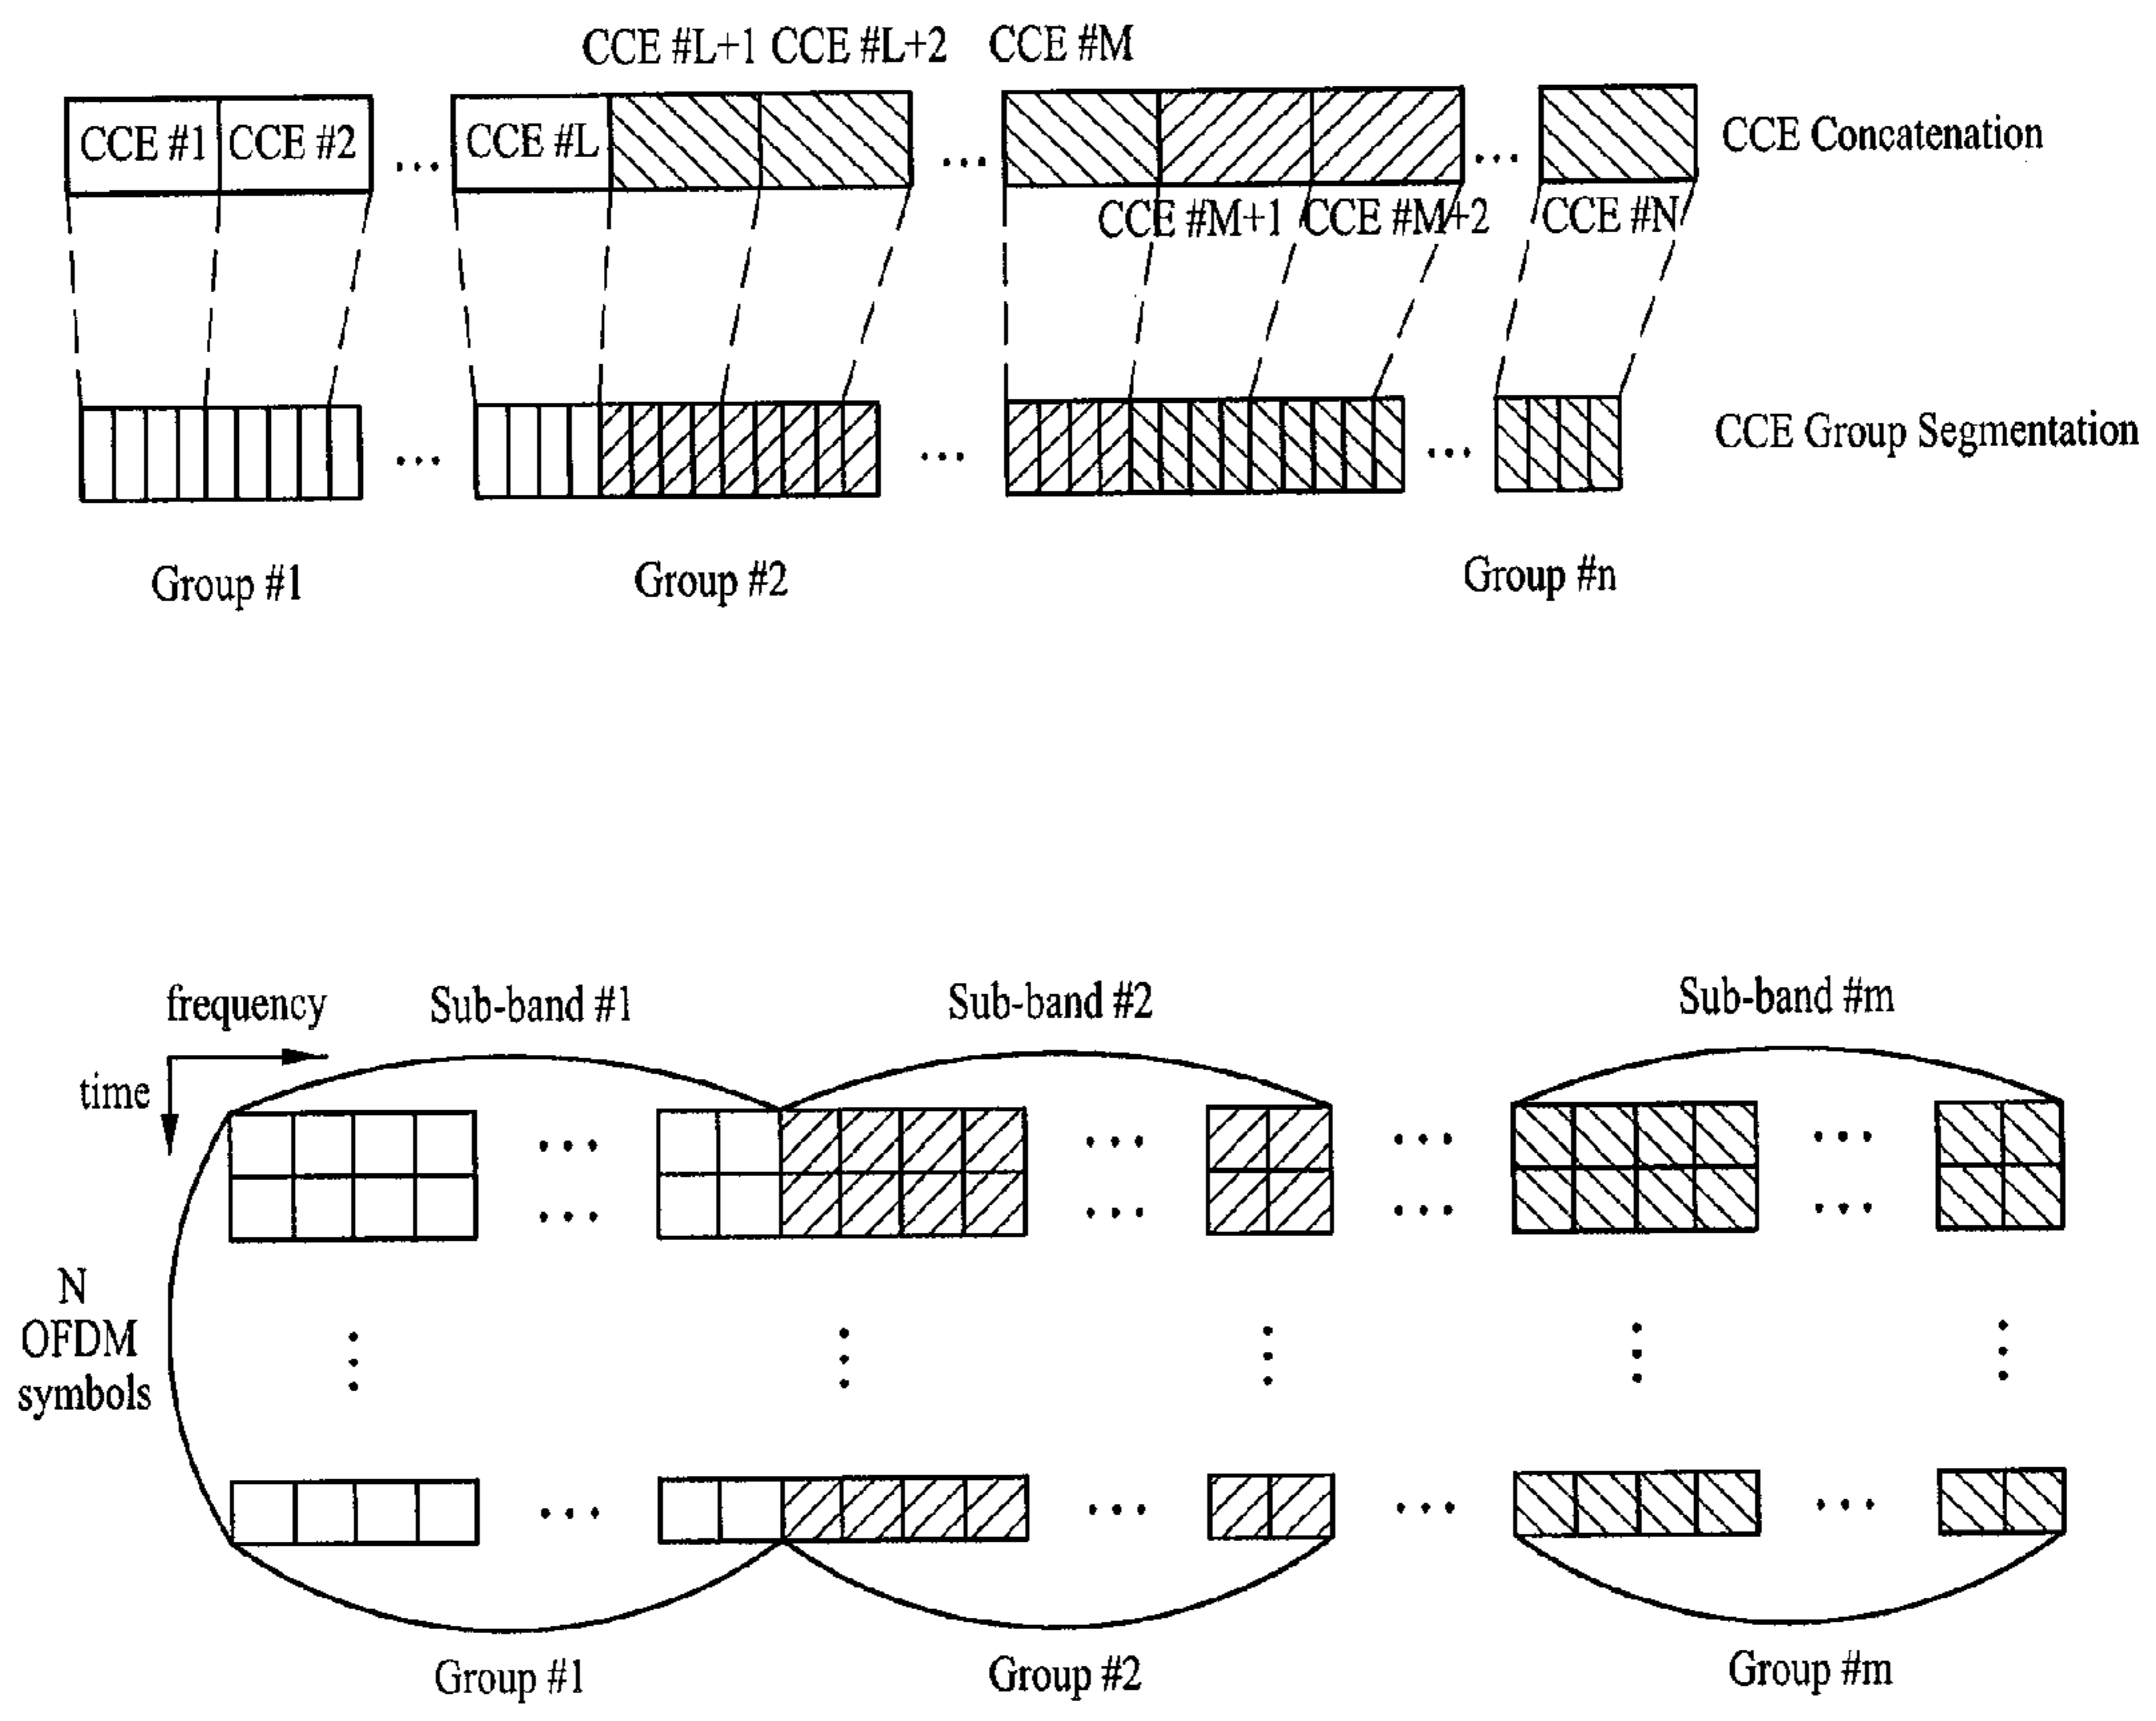 CCE #L+1 CCE #L+2 CCE #M
CCE #1 CCE #2 ... CCE #L ... ... CCE Concatenation
CCE #M+1 CCE #M+2 CCE #N
... ... ... CCE Group Segmentation
Group #1 Group #2 Group #n
frequency Sub-band #1 Sub-band #2 Sub-band #m
time
N
OFDM
symbols
Group #1 Group #2 Group #m